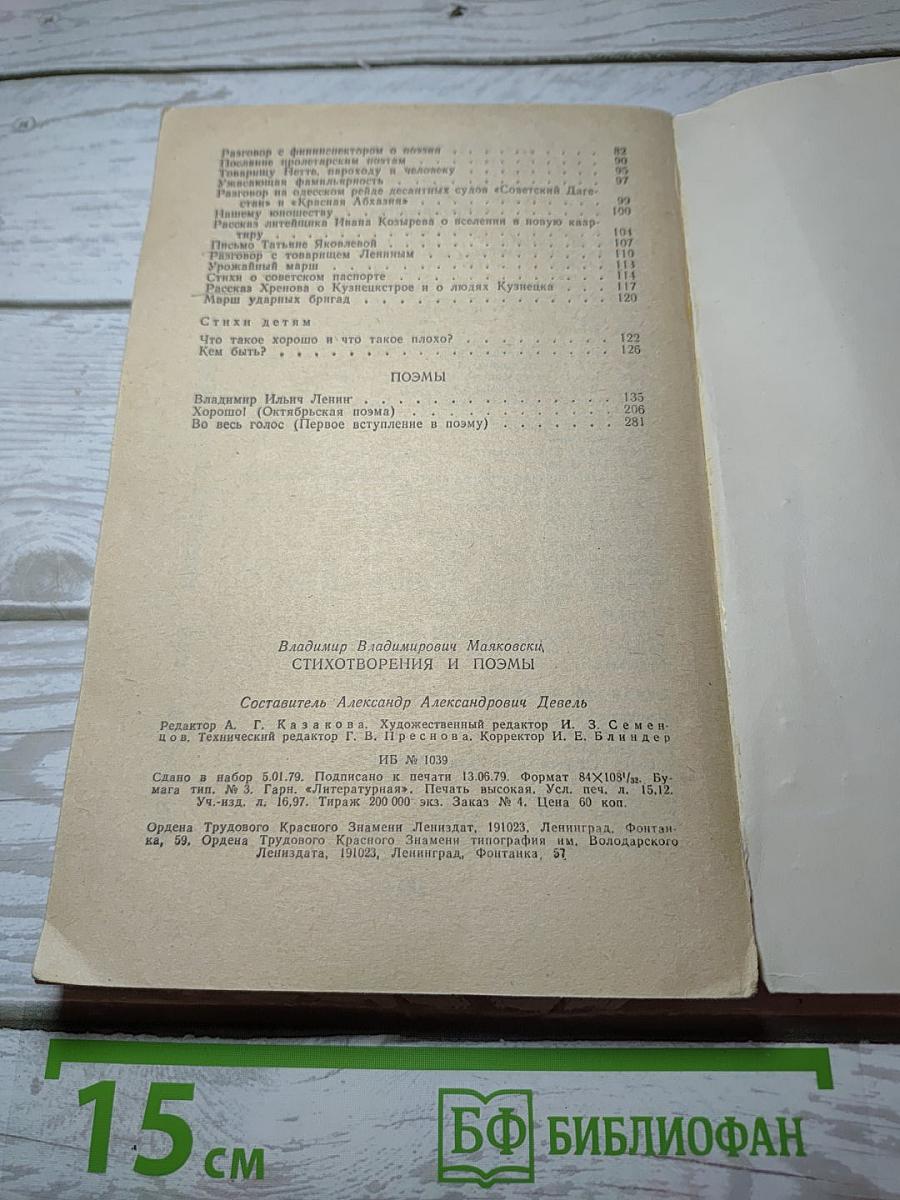 Разговор с фининспектором о поэзии . . . . . . . . . . 82
Послание пролетарским поэтам . . . . . . . . . . 90
Товарищу Нетте, пароходу и человеку . . . . . . . . . . 95
Ужасающая фамильярность . . . . . . . . . . 97
Разговор на одесском рейде десантных судов «Советский Даге-
стан» и «Красная Абхазия» . . . . . . . . . . 99
Нашему юношеству . . . . . . . . . . 100
Рассказ литейщика Ивана Козырева о вселении в новую квар-
тиру . . . . . . . . . . 104
Письмо Татьяне Яковлевой . . . . . . . . . . 107
Разговор с товарищем Лениным . . . . . . . . . . 110
Урожайный марш . . . . . . . . . . 113
Стихи о советском паспорте . . . . . . . . . . 114
Рассказ Хренова о Кузнецкстрое и о людях Кузнецка . . . 117
Марш ударных бригад . . . . . . . . . . 120
Стихи детям
Что такое хорошо и что такое плохо? . . . . . . . . . . 122
Кем быть? . . . . . . . . . . 126
ПОЭМЫ
Владимир Ильич Ленин . . . . . . . . . . 135
Хорошо! (Октябрьская поэма) . . . . . . . . . . 206
Во весь голос (Первое вступление в поэму) . . . . . . . 281
Владимир Владимирович Маяковски
СТИХОТВОРЕНИЯ И ПОЭМЫ
Составитель Александр Александрович Девель
Редактор А. Г. Казакова. Художественный редактор И. З. Семен-
цов. Технический редактор Г. В. Преснова. Корректор И. Е. Блиндер
ИБ № 1039
Сдано в набор 5.01.79. Подписано к печати 13.06.79. Формат 84×108¹/₃₂. Бу-
мага тип. № 3. Гарн. «Литературная». Печать высокая. Усл. печ. л. 15,12.
Уч.-изд. л. 16,97. Тираж 200 000 экз. Заказ № 4. Цена 60 коп.
Ордена Трудового Красного Знамени Лениздат, 191023, Ленинград, Фонтан-
ка, 59. Ордена Трудового Красного Знамени типография им. Володарского
Лениздата, 191023, Ленинград, Фонтанка, 57
15 см
БФ БИБЛИОФАН